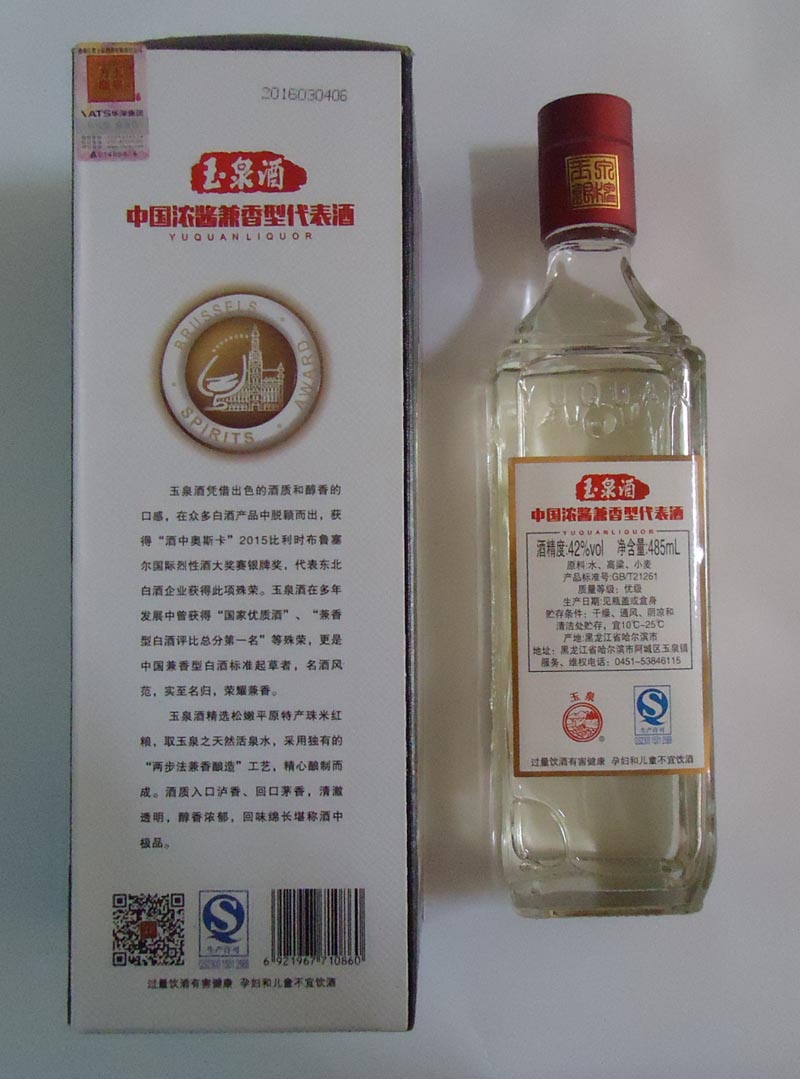 VATS华泽集团
2016030406
玉泉酒
中国浓酱兼香型代表酒
YUQUANLIQUOR
BRUSSELS
SPIRITS
AWARD
玉泉酒凭借出色的酒质和醇香的
口感，在众多白酒产品中脱颖而出，获
得“酒中奥斯卡”2015比利时布鲁塞
尔国际烈性酒大奖赛银牌奖，代表东北
白酒企业获得此项殊荣。玉泉酒在多年
发展中曾获得“国家优质酒”、“兼香
型白酒评比总分第一名”等殊荣，更是
中国兼香型白酒标准起草者，名酒风
范，实至名归，荣耀兼香。
玉泉酒精选松嫩平原特产珠米红
粮，取玉泉之天然活泉水，采用独有的
“两步法兼香酿造”工艺，精心酿制而
成。酒质入口泸香、回口茅香，清澈
透明，醇香浓郁，回味绵长堪称酒中
极品。
生产许可
6 921967 710860
过量饮酒有害健康 孕妇和儿童不宜饮酒
YUQUAN
玉泉酒
中国浓酱兼香型代表酒
YUQUANLIQUOR
酒精度:42%vol 净含量:485mL
原料:水、高粱、小麦
产品标准号:GB/T21261
质量等级：优级
生产日期:见瓶盖或盒身
贮存条件：干燥、通风、阴凉和
清洁处贮存，宜10℃-25℃
产地:黑龙江省哈尔滨市
地址：黑龙江省哈尔滨市阿城区玉泉镇
服务、维权电话：0451-53846115
玉泉
生产许可
过量饮酒有害健康 孕妇和儿童不宜饮酒